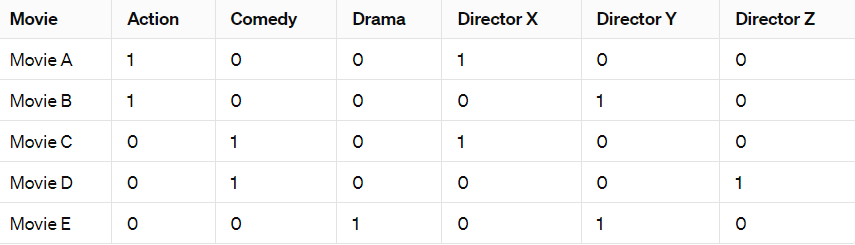 Movie Action Comedy Drama Director X Director Y Director Z
Movie A 1 0 0 1 0 0
Movie B 1 0 0 0 1 0
Movie C 0 1 0 1 0 0
Movie D 0 1 0 0 0 1
Movie E 0 0 1 0 1 0